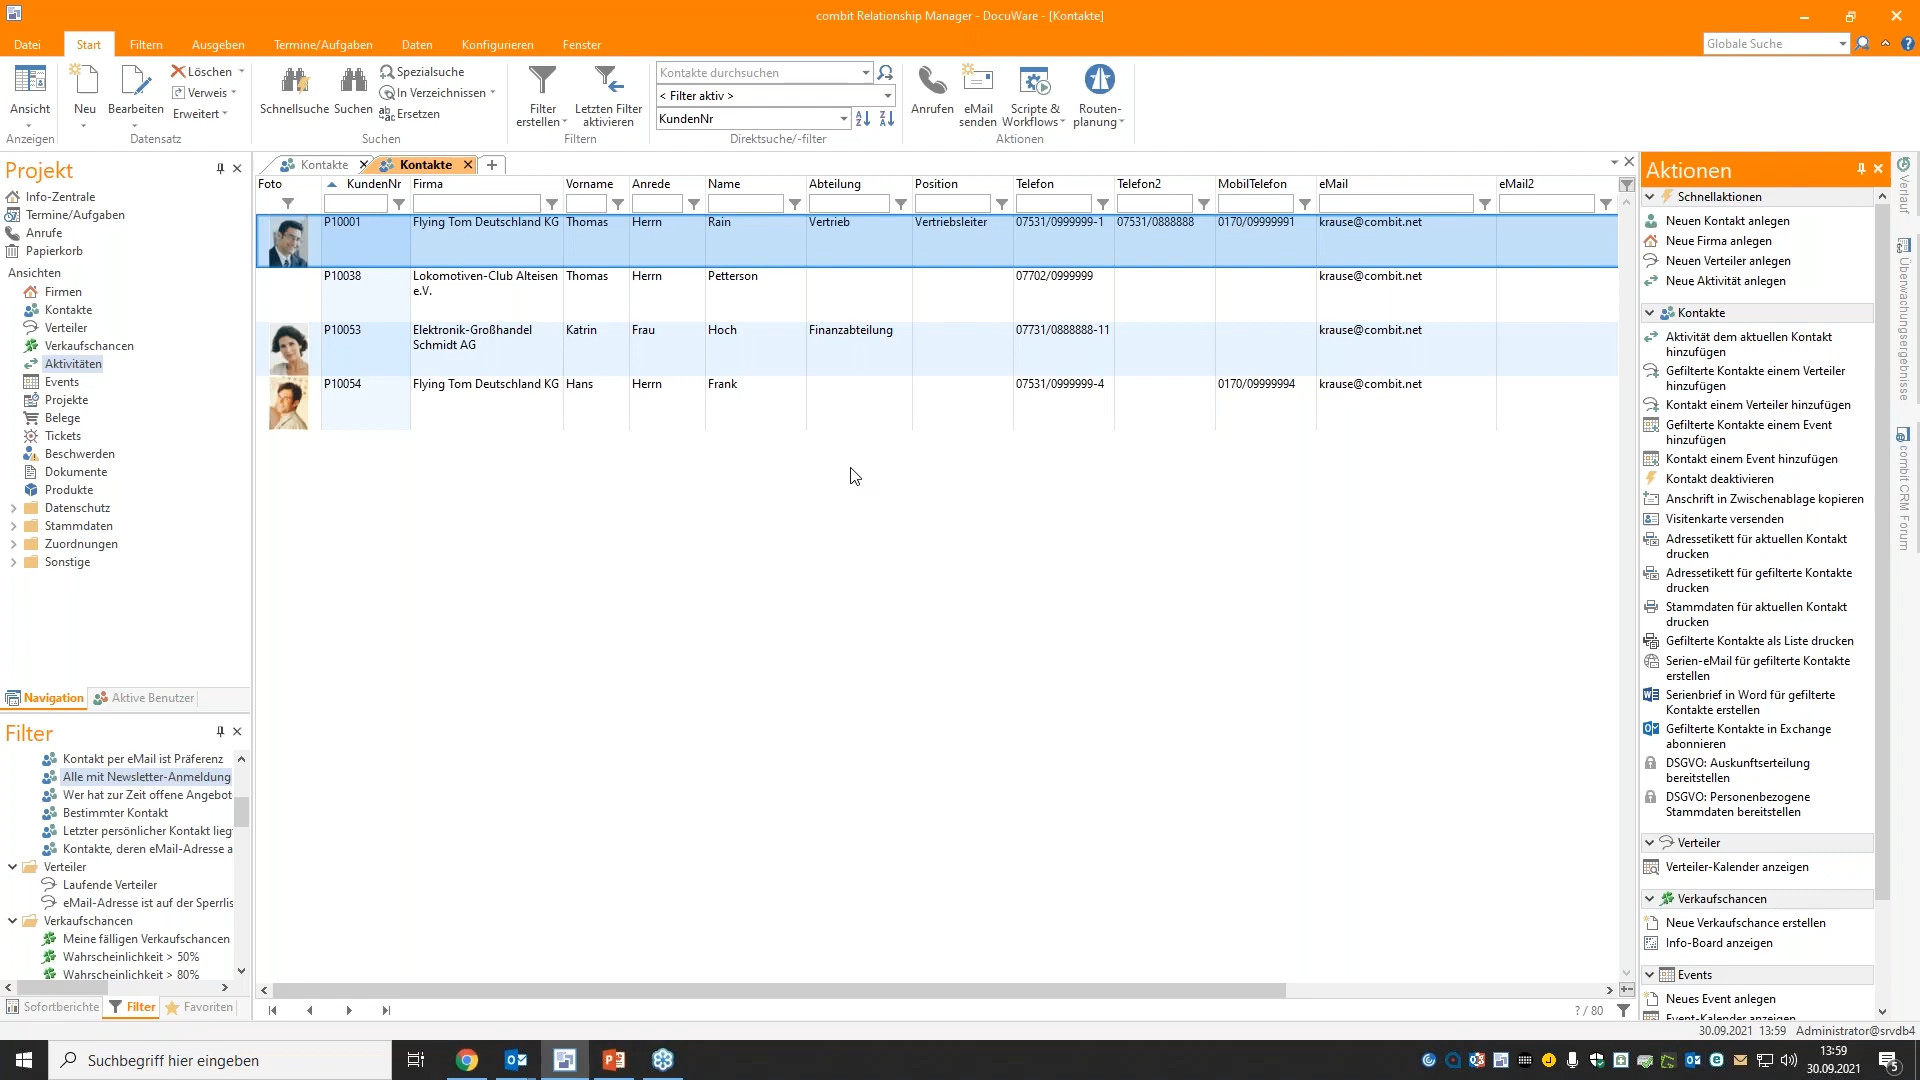 combit Relationship Manager - DocuWare - [Kontakte]
Datei Start Filtern Ausgeben Termine/Aufgaben Daten Konfigurieren Fenster
Globale Suche
Ansicht
Anzeigen
Neu
Bearbeiten
Löschen
Verweis
Erweitert
Datensatz
Schnellsuche
Suchen
Spezialsuche
In Verzeichnissen
Ersetzen
Suchen
Filter erstellen
Letzten Filter aktivieren
Filtern
Kontakte durchsuchen
< Filter aktiv >
KundenNr
Direktsuche/-filter
Anrufen
eMail senden
Scripte & Workflows
Routen-planung
Aktionen
Projekt
Info-Zentrale
Termine/Aufgaben
Anrufe
Papierkorb
Ansichten
Firmen
Kontakte
Verteiler
Verkaufschancen
Aktivitäten
Events
Projekte
Belege
Tickets
Beschwerden
Dokumente
Produkte
Datenschutz
Stammdaten
Zuordnungen
Sonstige
Navigation Aktive Benutzer
Filter
Kontakt per eMail ist Präferenz
Alle mit Newsletter-Anmeldung
Wer hat zur Zeit offene Angebot
Bestimmter Kontakt
Letzter persönlicher Kontakt lieg
Kontakte, deren eMail-Adresse a
Verteiler
Laufende Verteiler
eMail-Adresse ist auf der Sperrlis
Verkaufschancen
Meine fälligen Verkaufschancen
Wahrscheinlichkeit > 50%
Wahrscheinlichkeit > 80%
Sofortberichte Filter Favoriten
Kontakte Kontakte
Foto KundenNr Firma Vorname Anrede Name Abteilung Position Telefon Telefon2 MobilTelefon eMail eMail2
P10001 Flying Tom Deutschland KG Thomas Herrn Rain Vertrieb Vertriebsleiter 07531/0999999-1 07531/0888888 0170/09999991 krause@combit.net
P10038 Lokomotiven-Club Alteisen e.V. Thomas Herrn Petterson 07702/0999999 krause@combit.net
P10053 Elektronik-Großhandel Schmidt AG Katrin Frau Hoch Finanzabteilung 07731/0888888-11 krause@combit.net
P10054 Flying Tom Deutschland KG Hans Herrn Frank 07531/0999999-4 0170/09999994 krause@combit.net
? / 80
Aktionen
Schnellaktionen
Neuen Kontakt anlegen
Neue Firma anlegen
Neuen Verteiler anlegen
Neue Aktivität anlegen
Kontakte
Aktivität dem aktuellen Kontakt
hinzufügen
Gefilterte Kontakte einem Verteiler
hinzufügen
Kontakt einem Verteiler hinzufügen
Gefilterte Kontakte einem Event
hinzufügen
Kontakt einem Event hinzufügen
Kontakt deaktivieren
Anschrift in Zwischenablage kopieren
Visitenkarte versenden
Adressetikett für aktuellen Kontakt
drucken
Adressetikett für gefilterte Kontakte
drucken
Stammdaten für aktuellen Kontakt
drucken
Gefilterte Kontakte als Liste drucken
Serien-eMail für gefilterte Kontakte
erstellen
Serienbrief in Word für gefilterte
Kontakte erstellen
Gefilterte Kontakte in Exchange
abonnieren
DSGVO: Auskunftserteilung
bereitstellen
DSGVO: Personenbezogene
Stammdaten bereitstellen
Verteiler
Verteiler-Kalender anzeigen
Verkaufschancen
Neue Verkaufschance erstellen
Info-Board anzeigen
Events
Neues Event anlegen
Event-Kalender anzeigen
Verlauf
Überwachungsergebnisse
combit CRM Forum
30.09.2021 13:59 Administrator@srvdb4
Suchbegriff hier eingeben
13:59
30.09.2021
5